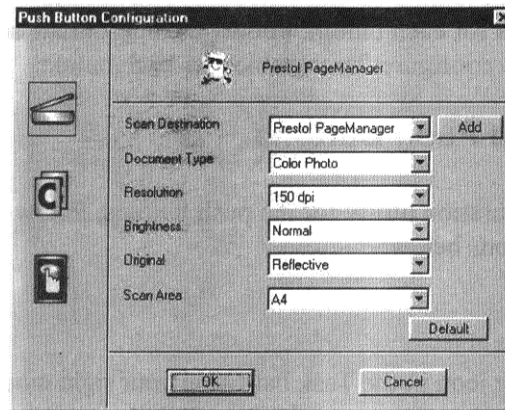 Push Button Configuration
Prestol PageManager
Scan Destination Prestol PageManager Add
Document Type Color Photo
Resolution 150 dpi
Brightness Normal
Original Reflective
Scan Area A4
Default
OK Cancel